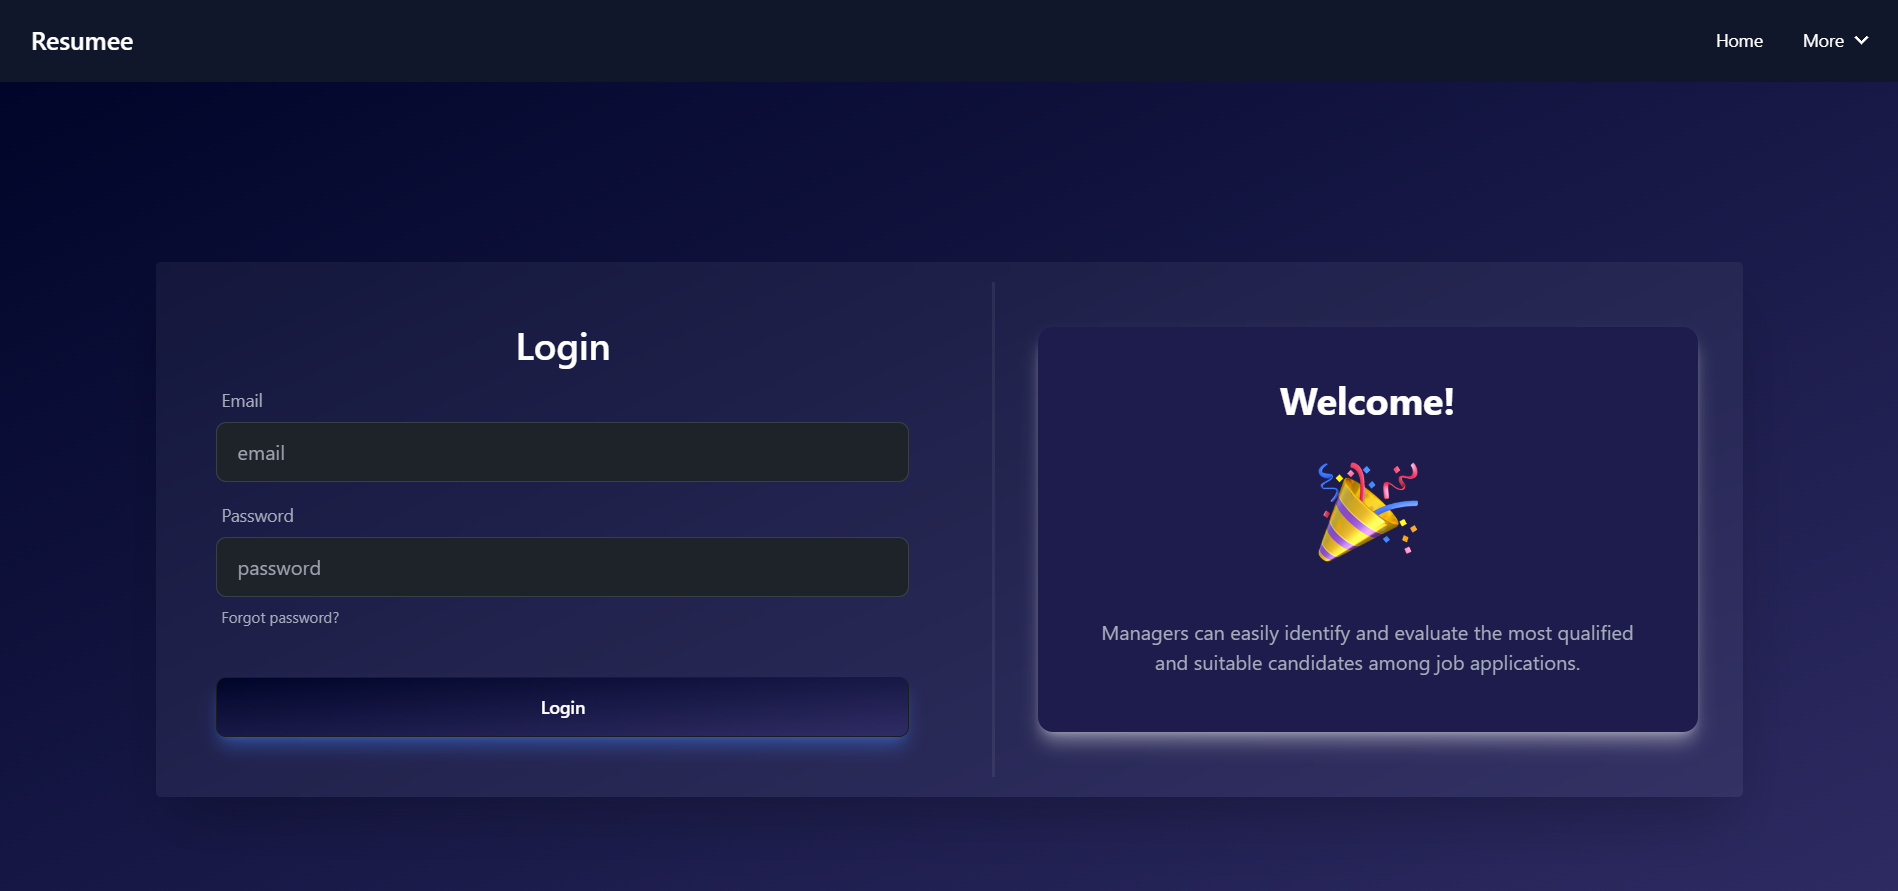 Resumee
Home
More
Login
Email
email
Password
password
Forgot password?
Login
Welcome!
Managers can easily identify and evaluate the most qualified
and suitable candidates among job applications.